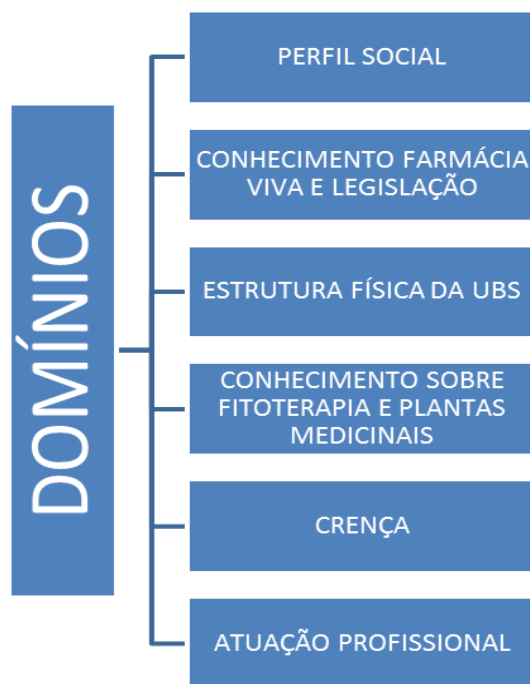 DOMÍNIOS
PERFIL SOCIAL
CONHECIMENTO FARMÁCIA
VIVA E LEGISLAÇÃO
ESTRUTURA FÍSICA DA UBS
CONHECIMENTO SOBRE
FITOTERAPIA E PLANTAS
MEDICINAIS
CRENÇA
ATUAÇÃO PROFISSIONAL